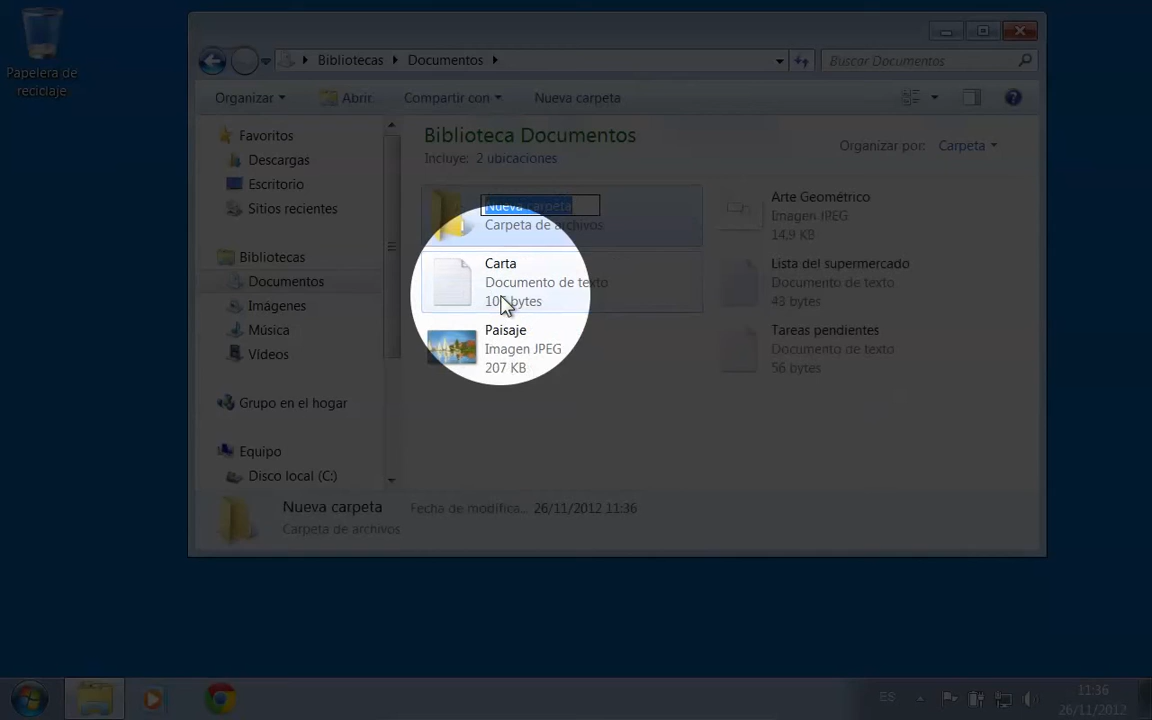 Papelera de
reciclaje
Bibliotecas
Documentos
Buscar Documentos
Organizar
Abrir
Compartir con
Nueva carpeta
Favoritos
Descargas
Escritorio
Sitios recientes
Bibliotecas
Documentos
Imágenes
Música
Vídeos
Grupo en el hogar
Equipo
Disco local (C:)
Biblioteca Documentos
Incluye: 2 ubicaciones
Organizar por: Carpeta
Nueva carpeta
Carpeta de archivos
Carta
Documento de texto
bytes
Paisaje
Imagen JPEG
207 KB
Arte Geométrico
Imagen JPEG
14.9 KB
Lista del supermercado
Documento de texto
43 bytes
Tareas pendientes
Documento de texto
56 bytes
Nueva carpeta
Carpeta de archivos
Fecha de modifica... 26/11/2012 11:36
ES
11:36
26/11/2012